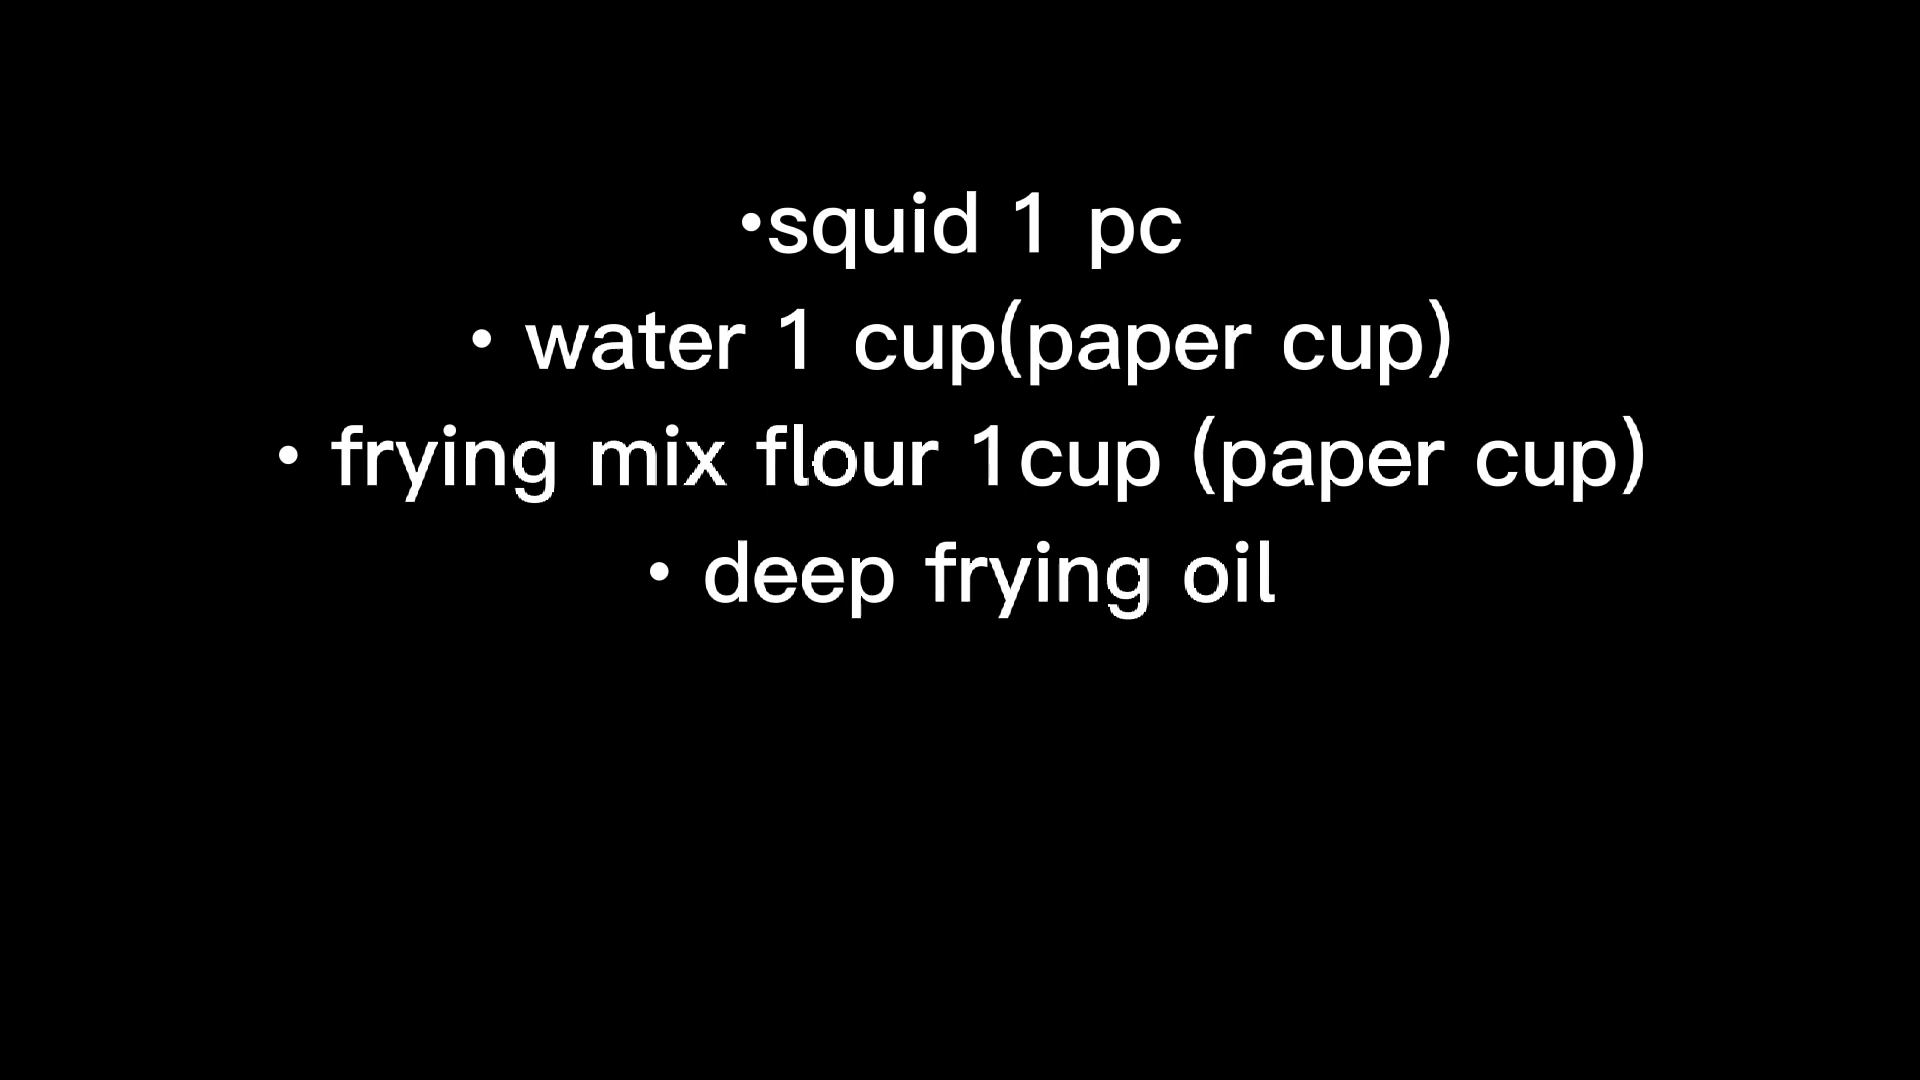 •squid 1 pc
• water 1 cup(paper cup)
• frying mix flour 1cup (paper cup)
• deep frying oil